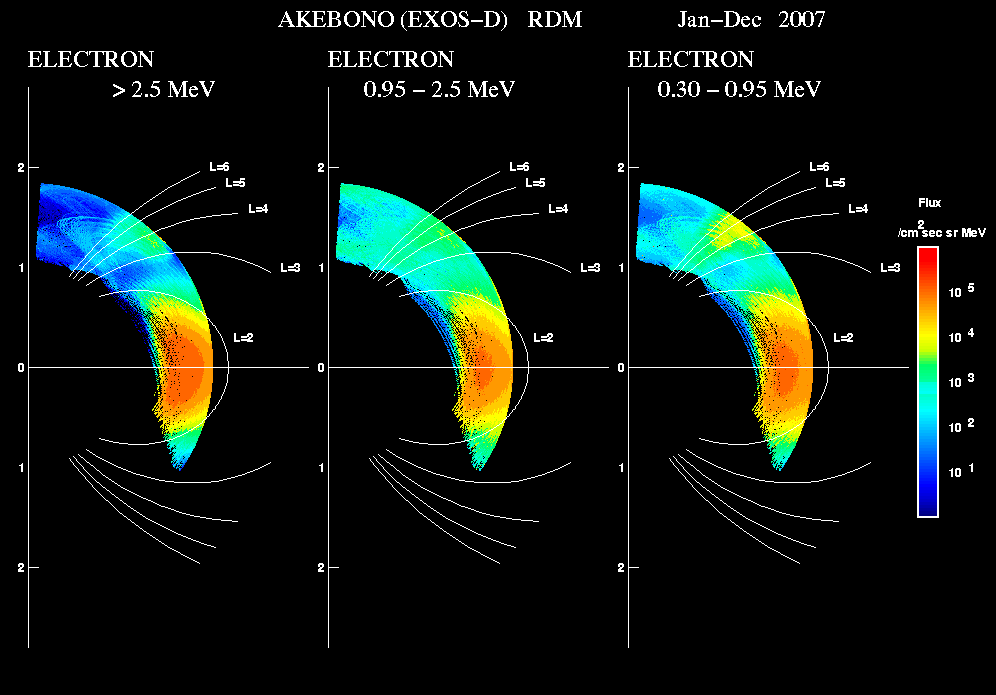 AKEBONO (EXOS-D) RDM Jan-Dec 2007
ELECTRON
> 2.5 MeV
ELECTRON
0.95 - 2.5 MeV
ELECTRON
0.30 - 0.95 MeV
2
L=6
L=5
L=4
1
L=3
L=2
0
1
2
2
L=6
L=5
L=4
1
L=3
L=2
0
1
2
2
L=6
L=5
L=4
1
L=3
L=2
0
1
2
Flux
2
/cm sec sr MeV
10 5
10 4
10 3
10 2
10 1